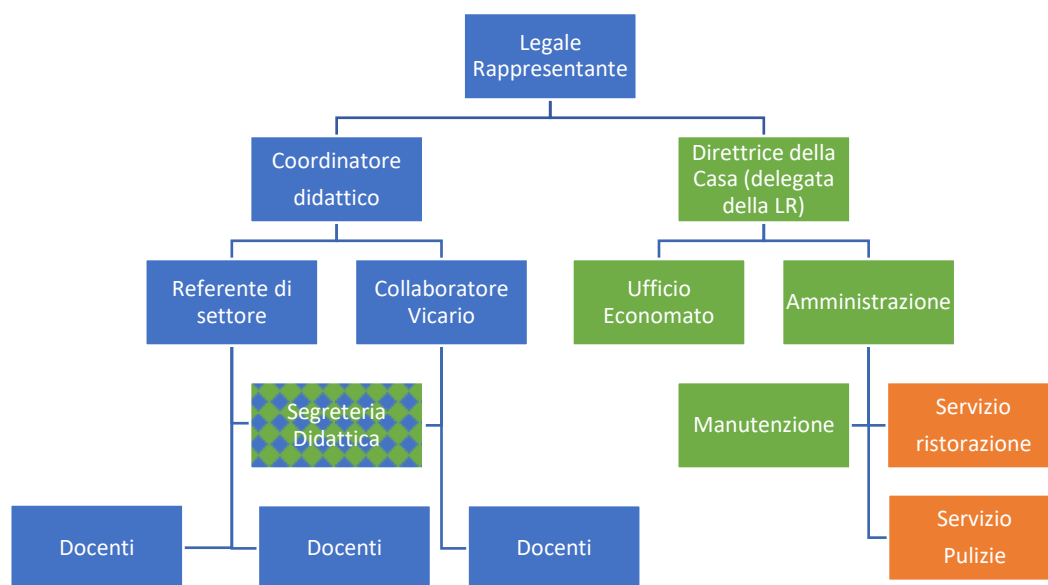 Legale
Rappresentante
Coordinatore
didattico
Direttrice della
Casa (delegata
della LR)
Referente di
settore
Collaboratore
Vicario
Ufficio
Economato
Amministrazione
Segreteria
Didattica
Manutenzione
Servizio
ristorazione
Docenti
Docenti
Docenti
Servizio
Pulizie